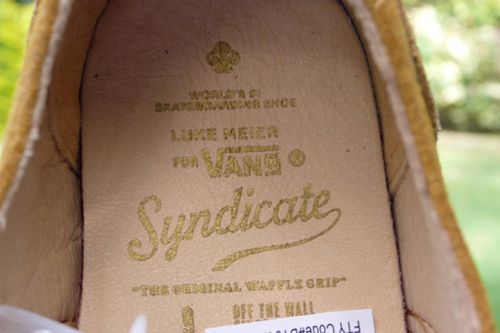 WORLD'S #1
SKATEBOARDING SHOE
LUKE MEIER
FOR VANS®
Syndicate
"THE ORIGINAL WAFFLE GRIP"
OFF THE WALL
FTY Code#: